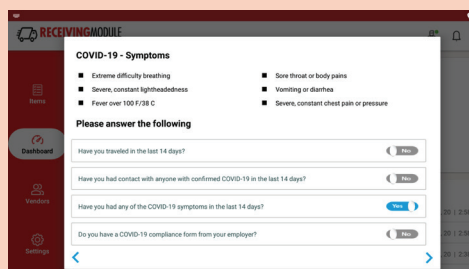 RECEIVINGMODULE
COVID-19 - Symptoms
Extreme difficulty breathing
Severe, constant lightheadedness
Fever over 100 F/38 C
Sore throat or body pains
Vomiting or diarrhea
Severe, constant chest pain or pressure
Please answer the following
Have you traveled in the last 14 days?
No
Have you had contact with anyone with confirmed COVID-19 in the last 14 days?
No
Have you had any of the COVID-19 symptoms in the last 14 days?
Yes
Do you have a COVID-19 compliance form from your employer?
No
Items
Dashboard
Venders
Settings